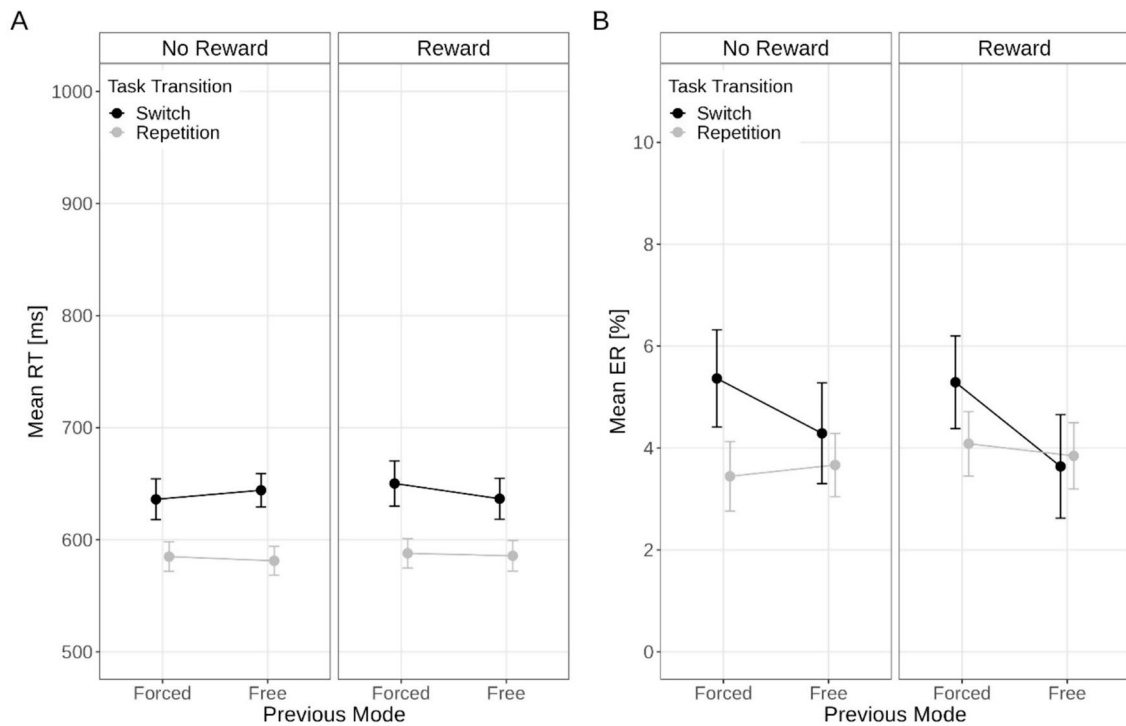 A
No Reward
Reward
Task Transition
Switch
Repetition
1000
900
800
700
600
500
Mean RT [ms]
Forced
Free
Forced
Free
Previous Mode
B
No Reward
Reward
Task Transition
Switch
Repetition
10
8
6
4
2
0
Mean ER [%]
Forced
Free
Forced
Free
Previous Mode